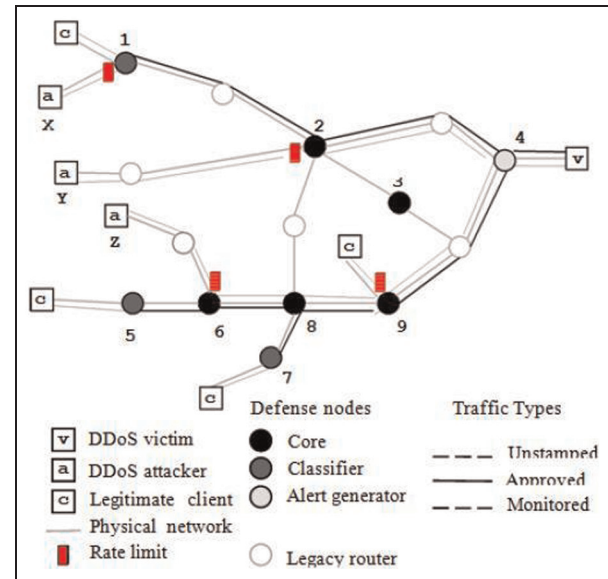 c
1
a
X
2
4
v
a
Y
3
a
Z
c
c
5
6
8
9
7
c
Defense nodes
Traffic Types
v DDoS victim
a DDoS attacker
c Legitimate client
Physical network
Rate limit
Core
Classifier
Alert generator
Legacy router
Unstamped
Approved
Monitored